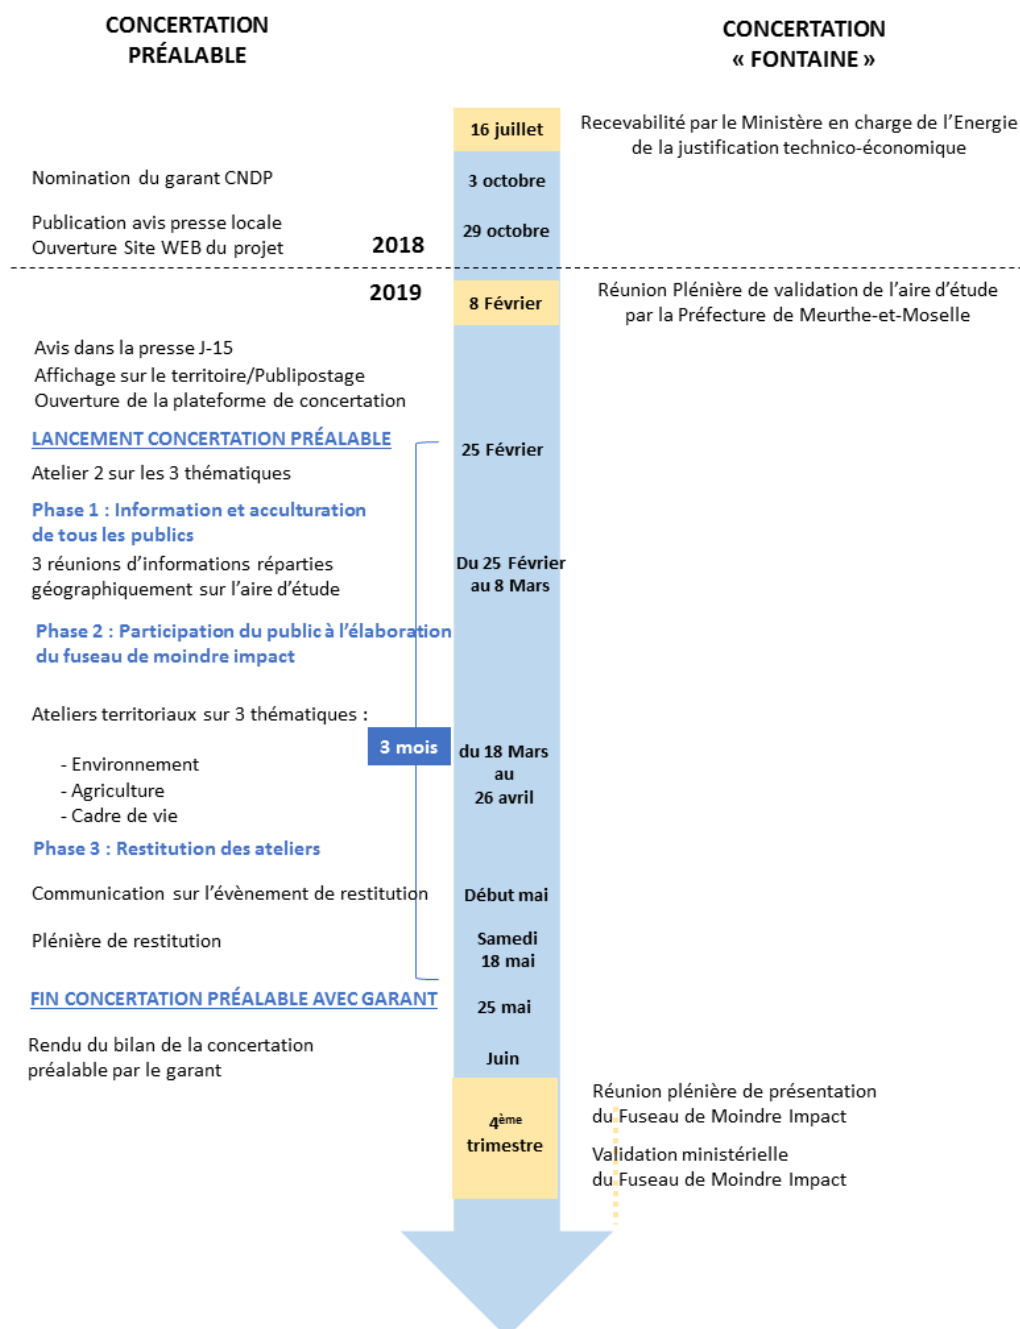 CONCERTATION
PRÉALABLE
CONCERTATION
« FONTAINE »
16 juillet
Recevabilité par le Ministère en charge de l'Energie
de la justification technico-économique
Nomination du garant CNDP
3 octobre
Publication avis presse locale
Ouverture Site WEB du projet
29 octobre
2018
2019
8 Février
Réunion Plénière de validation de l'aire d'étude
par la Préfecture de Meurthe-et-Moselle
Avis dans la presse J-15
Affichage sur le territoire/Publipostage
Ouverture de la plateforme de concertation
LANCEMENT CONCERTATION PRÉALABLE
25 Février
Atelier 2 sur les 3 thématiques
Phase 1 : Information et acculturation
de tous les publics
3 réunions d'informations réparties
géographiquement sur l'aire d'étude
Du 25 Février
au 8 Mars
Phase 2 : Participation du public à l'élaboration
du fuseau de moindre impact
Ateliers territoriaux sur 3 thématiques :
- Environnement
- Agriculture
- Cadre de vie
3 mois
du 18 Mars
au
26 avril
Phase 3 : Restitution des ateliers
Communication sur l'évènement de restitution
Début mai
Plénière de restitution
Samedi
18 mai
FIN CONCERTATION PRÉALABLE AVEC GARANT
25 mai
Rendu du bilan de la concertation
préalable par le garant
Juin
4ème
trimestre
Réunion plénière de présentation
du Fuseau de Moindre Impact
Validation ministérielle
du Fuseau de Moindre Impact